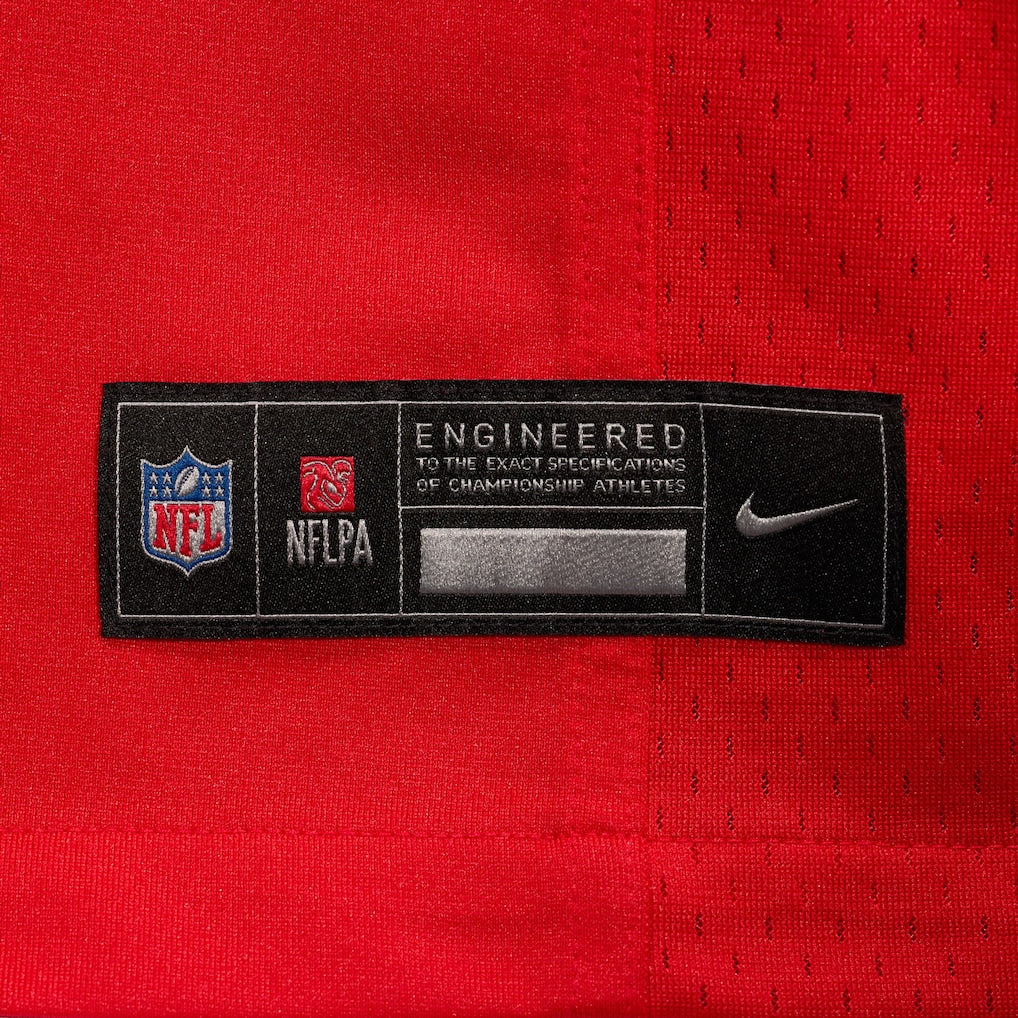 NFL
NFLPA
ENGINEERED
TO THE EXACT SPECIFICATIONS
OF CHAMPIONSHIP ATHLETES